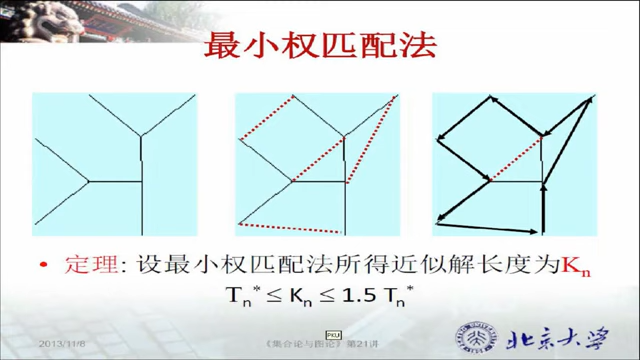 最小权匹配法
• 定理: 设最小权匹配法所得近似解长度为Kn
Tn* ≤ Kn ≤ 1.5 Tn*
PKU
2013/11/8 《集合论与图论》第21讲 北京大学